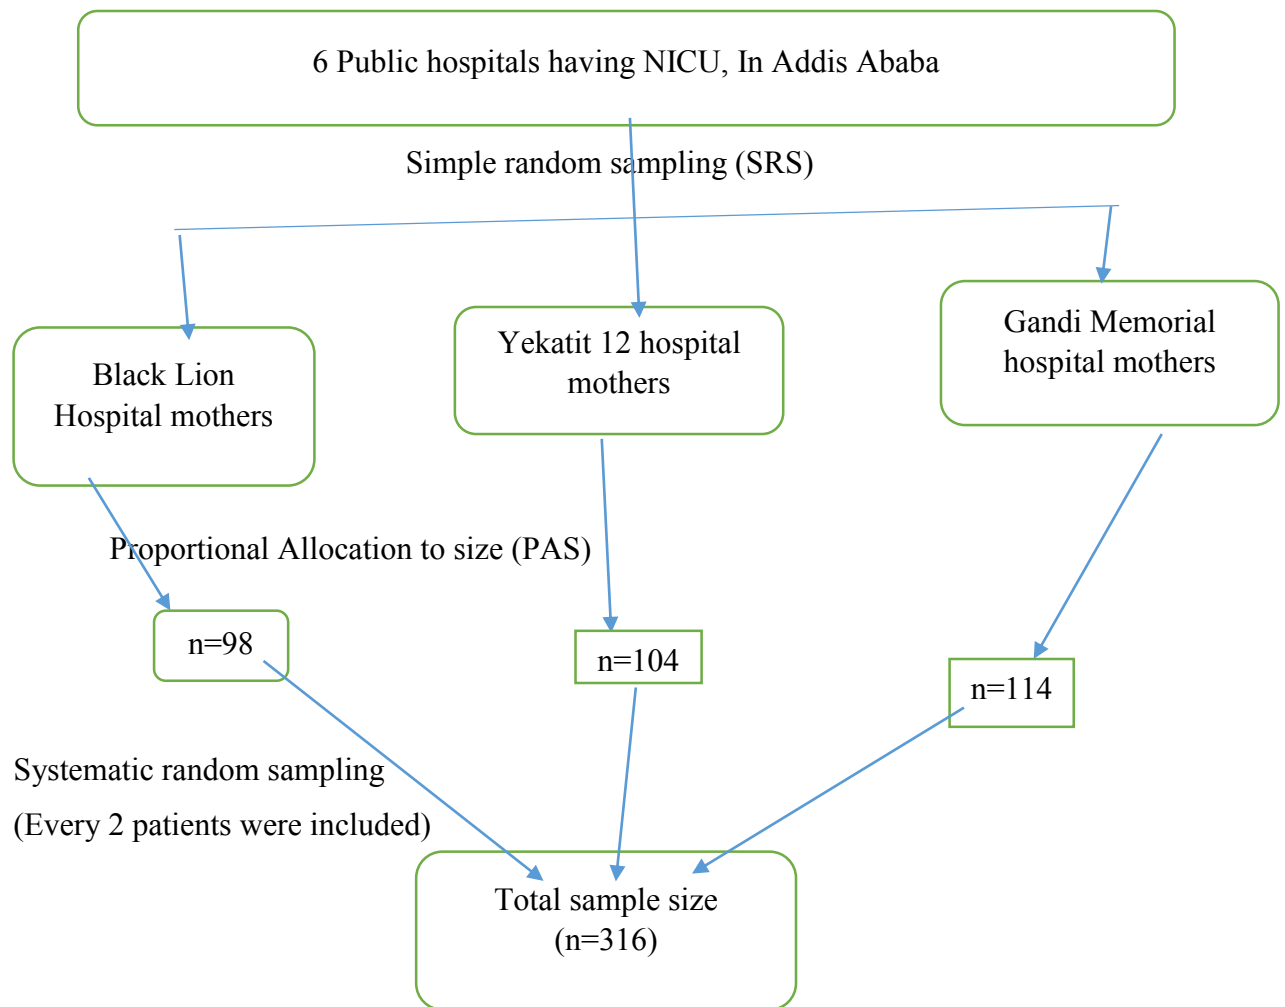 6 Public hospitals having NICU, In Addis Ababa
Simple random sampling (SRS)
Black Lion
Hospital mothers
Yekatit 12 hospital
mothers
Gandi Memorial
hospital mothers
Proportional Allocation to size (PAS)
n=98
n=104
n=114
Systematic random sampling
(Every 2 patients were included)
Total sample size
(n=316)